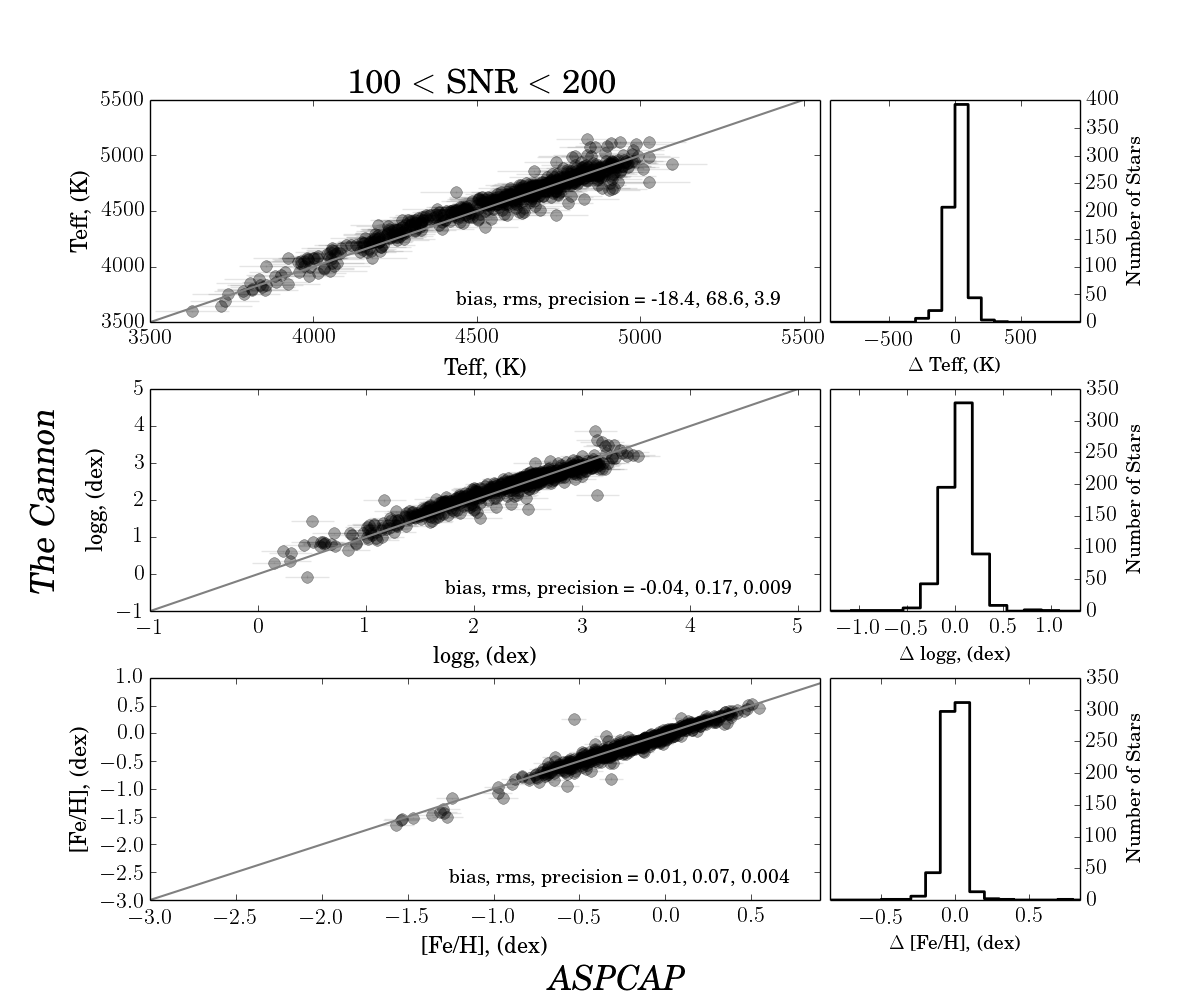 100 < SNR < 200
5500
5000
4500
4000
3500
Teff, (K)
bias, rms, precision = -18.4, 68.6, 3.9
3500 4000 4500 5000 5500
Teff, (K)
400
350
300
250
200
150
100
50
0
Number of Stars
−500 0 500
Δ Teff, (K)
The Cannon
5
4
3
2
1
0
−1
logg, (dex)
bias, rms, precision = -0.04, 0.17, 0.009
−1 0 1 2 3 4 5
logg, (dex)
350
300
250
200
150
100
50
0
Number of Stars
−1.0 −0.5 0.0 0.5 1.0
Δ logg, (dex)
1.0
0.5
0.0
−0.5
−1.0
−1.5
−2.0
−2.5
−3.0
[Fe/H], (dex)
bias, rms, precision = 0.01, 0.07, 0.004
−3.0 −2.5 −2.0 −1.5 −1.0 −0.5 0.0 0.5
[Fe/H], (dex)
350
300
250
200
150
100
50
0
Number of Stars
−0.5 0.0 0.5
Δ [Fe/H], (dex)
ASPCAP